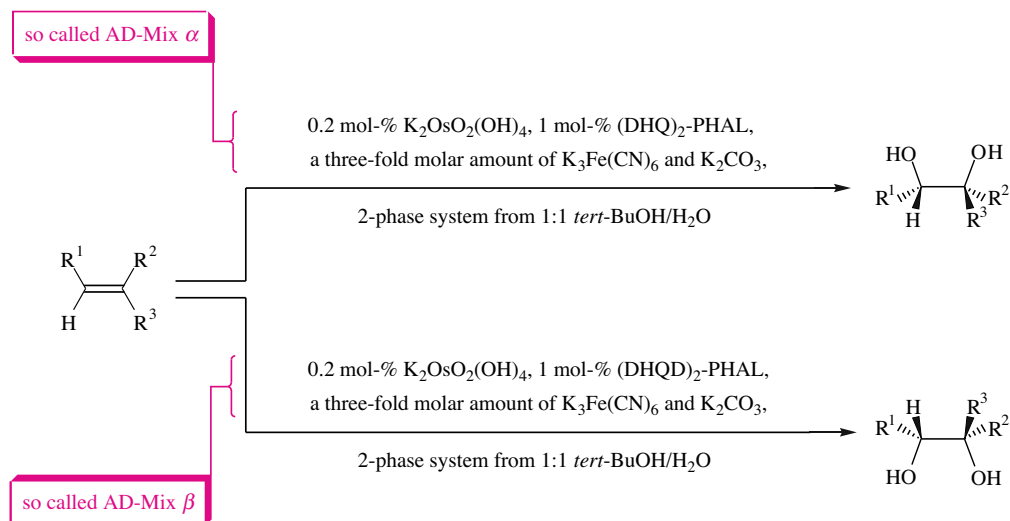 so called AD-Mix α
0.2 mol-% K₂OsO₂(OH)₄, 1 mol-% (DHQ)₂-PHAL,
a three-fold molar amount of K₃Fe(CN)₆ and K₂CO₃,
2-phase system from 1:1 tert-BuOH/H₂O
HO OH
R¹ R²
H R³
R¹ R²
H R³
0.2 mol-% K₂OsO₂(OH)₄, 1 mol-% (DHQD)₂-PHAL,
a three-fold molar amount of K₃Fe(CN)₆ and K₂CO₃,
2-phase system from 1:1 tert-BuOH/H₂O
H R³
R¹ R²
HO OH
so called AD-Mix β